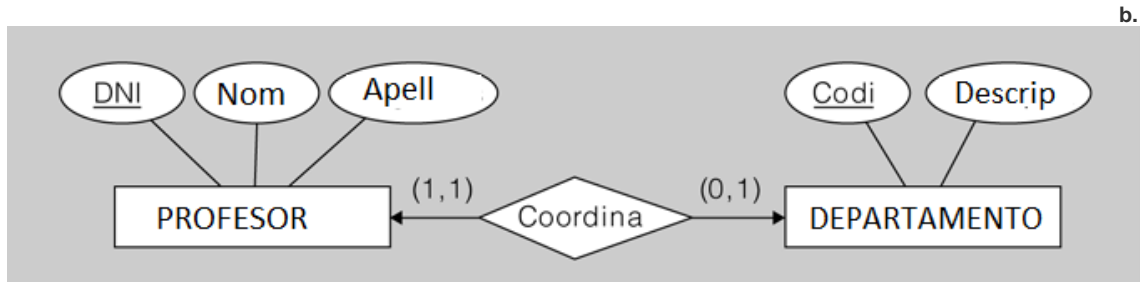 b.
DNI Nom Apell Codi Descrip
(1,1) (0,1)
PROFESOR Coordina DEPARTAMENTO